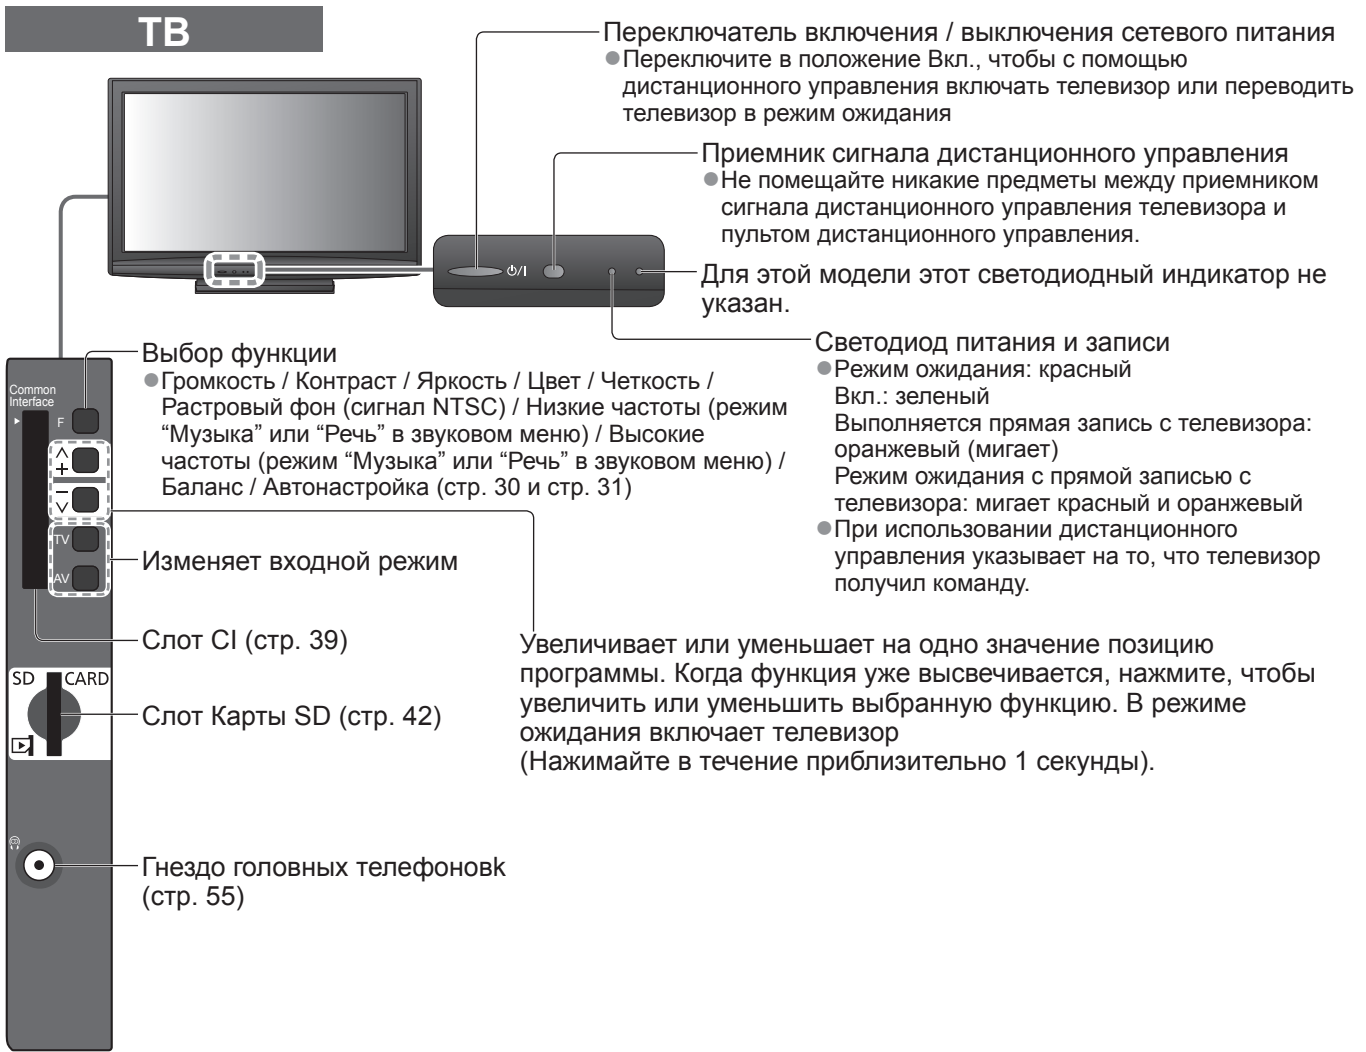 ТВ
Переключатель включения / выключения сетевого питания
●Переключите в положение Вкл., чтобы с помощью
дистанционного управления включать телевизор или переводить
телевизор в режим ожидания
Приемник сигнала дистанционного управления
●Не помещайте никакие предметы между приемником
сигнала дистанционного управления телевизора и
пультом дистанционного управления.
Для этой модели этот светодиодный индикатор не
указан.
Светодиод питания и записи
●Режим ожидания: красный
Вкл.: зеленый
Выполняется прямая запись с телевизора:
оранжевый (мигает)
Режим ожидания с прямой записью с
телевизора: мигает красный и оранжевый
●При использовании дистанционного
управления указывает на то, что телевизор
получил команду.
Выбор функции
●Громкость / Контраст / Яркость / Цвет / Четкость /
Растровый фон (сигнал NTSC) / Низкие частоты (режим
“Музыка” или “Речь” в звуковом меню) / Высокие
частоты (режим “Музыка” или “Речь” в звуковом меню) /
Баланс / Автонастройка (стр. 30 и стр. 31)
Common
Interface
F
+
−
TV
AV
Изменяет входной режим
Слот CI (стр. 39)
Увеличивает или уменьшает на одно значение позицию
программы. Когда функция уже высвечивается, нажмите, чтобы
увеличить или уменьшить выбранную функцию. В режиме
ожидания включает телевизор
(Нажимайте в течение приблизительно 1 секунды).
SD CARD
Слот Карты SD (стр. 42)
Гнездо головных телефоновk
(стр. 55)